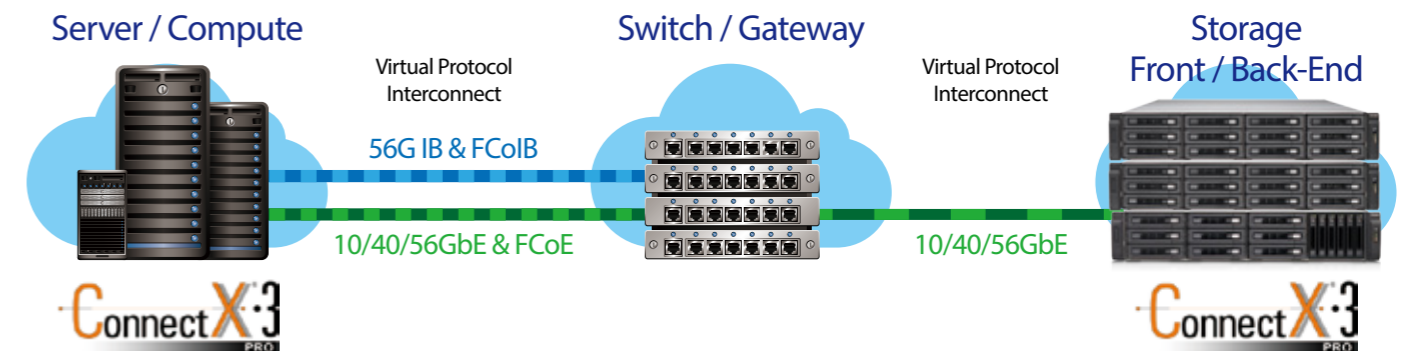 Server / Compute
Switch / Gateway
Storage
Front / Back-End
Virtual Protocol
Interconnect
Virtual Protocol
Interconnect
56G IB & FCoIB
10/40/56GbE & FCoE
10/40/56GbE
ConnectX®-3
PRO
ConnectX®-3
PRO